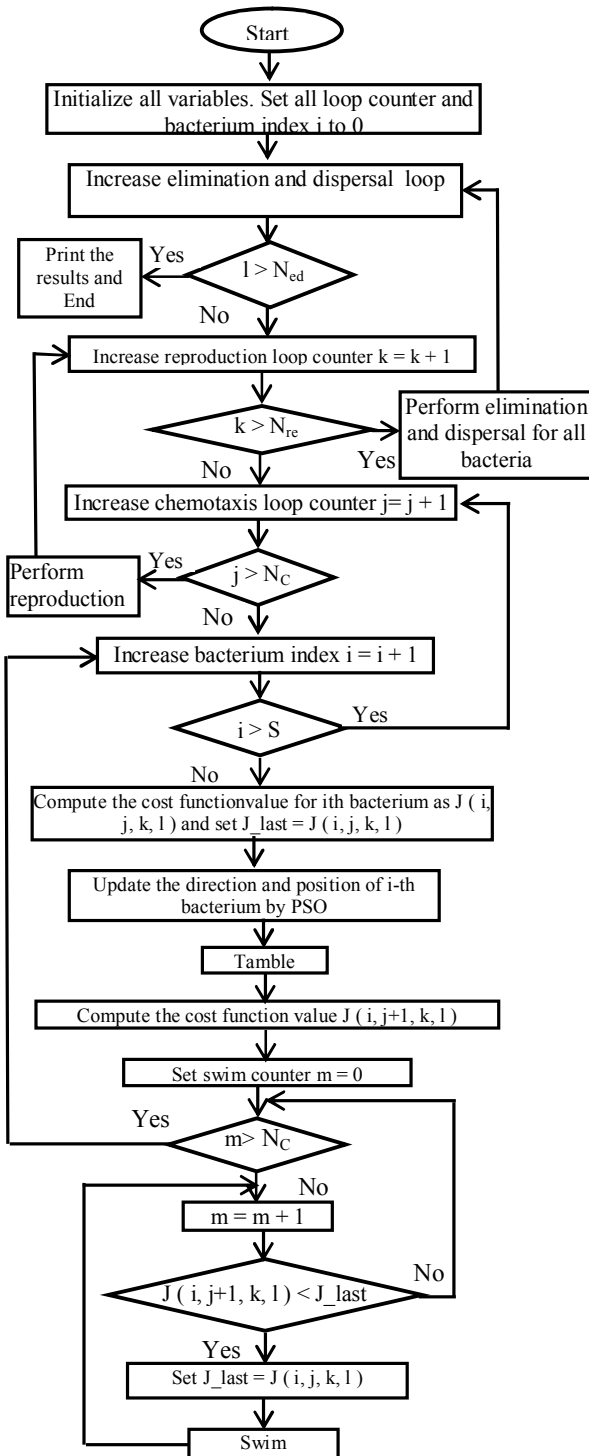 Start
Initialize all variables. Set all loop counter and
bacterium index i to 0
Increase elimination and dispersal loop
Print the
results and
End
Yes
l > Ned
No
Increase reproduction loop counter k = k + 1
k > Nre
Yes
Perform elimination
and dispersal for all
bacteria
No
Increase chemotaxis loop counter j= j + 1
Perform
reproduction
Yes
j > NC
No
Increase bacterium index i = i + 1
i > S
Yes
No
Compute the cost functionvalue for ith bacterium as J ( i,
j, k, l ) and set J_last = J ( i, j, k, l )
Update the direction and position of i-th
bacterium by PSO
Tamble
Compute the cost function value J ( i, j+1, k, l )
Set swim counter m = 0
Yes
m> NC
No
m = m + 1
J ( i, j+1, k, l ) < J_last
No
Yes
Set J_last = J ( i, j, k, l )
Swim